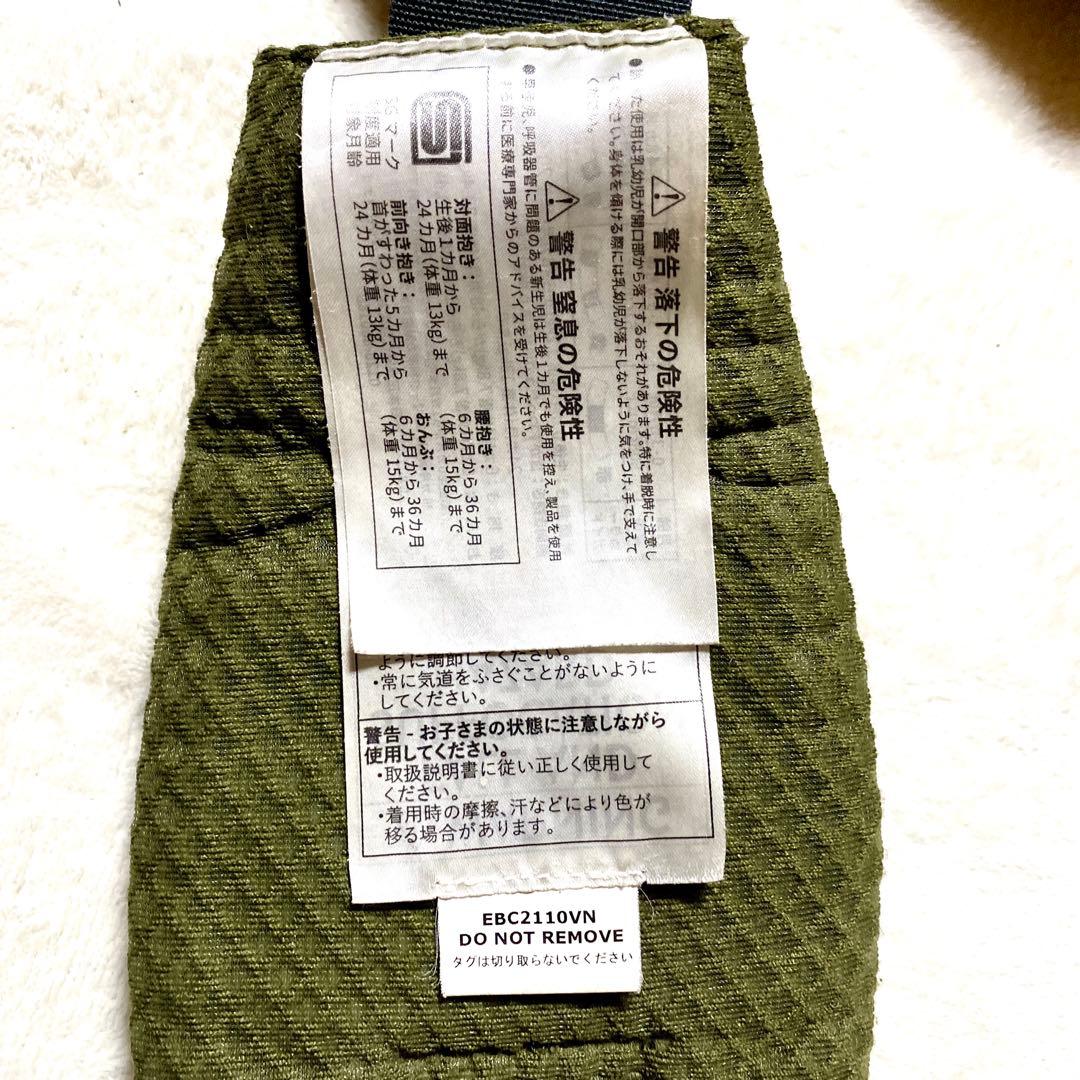 ●誤った使用は乳幼児が開口部から落下するおそれがあります。特に着脱時に注意し
てください。身体を傾ける際には乳幼児が落下しないように気をつけ、手で支えて
ください。
警告 落下の危険性
警告 窒息の危険性
呼吸器管に問題のある新生児は生後1カ月でも使用を控え、製品を使用
する前に医療専門家からのアドバイスを受けてください。
SG
SGマーク
制度適用
対象月齢
対面抱き：
生後1カ月から
24カ月(体重13kg)まで
前向き抱き：
首がすわった5カ月から
24カ月(体重13kg)まで
腰抱き：
6カ月から36カ月
(体重15kg)まで
おんぶ：
6カ月から36カ月
(体重15kg)まで
ように調節してください。
・常に気道をふさぐことがないように
してください。
警告 - お子さまの状態に注意しながら
使用してください。
・取扱説明書に従い正しく使用して
ください。
・着用時の摩擦、汗などにより色が
移る場合があります。
EBC2110VN
DO NOT REMOVE
タグは切り取らないでください